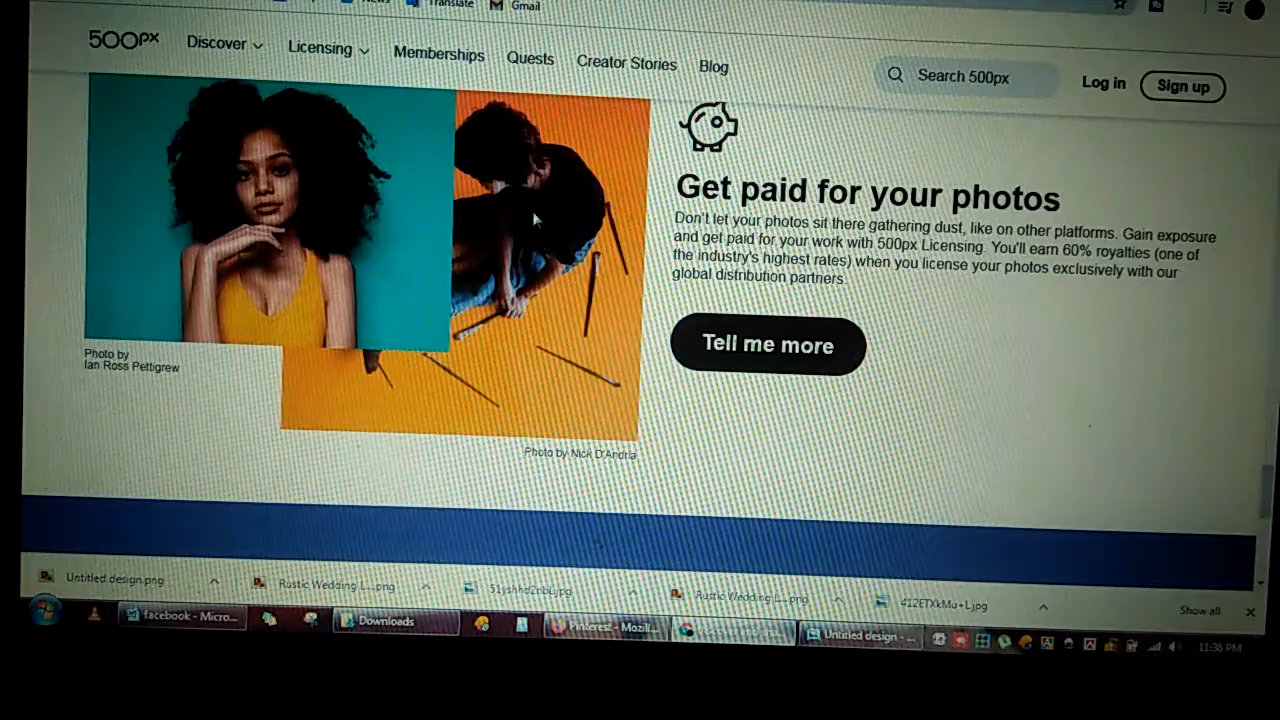 Translate
Gmail
500px
Discover
Licensing
Memberships
Quests
Creator Stories
Blog
Search 500px
Log in
Sign up
Get paid for your photos
Don't let your photos sit there gathering dust, like on other platforms. Gain exposure
and get paid for your work with 500px Licensing. You'll earn 60% royalties (one of
the industry's highest rates) when you license your photos exclusively with our
global distribution partners.
Tell me more
Photo by
Ian Ross Pettigrew
Photo by Nick D'Andria
Untitled design.png
Rustic Wedding L....png
51yshhd2nbLjpg
Rustic Wedding L....png
412ETXkMu+L.jpg
Show all
facebook - Micro...
Downloads
Pinterest - Mozill...
Untitled design - ...
11:36 PM